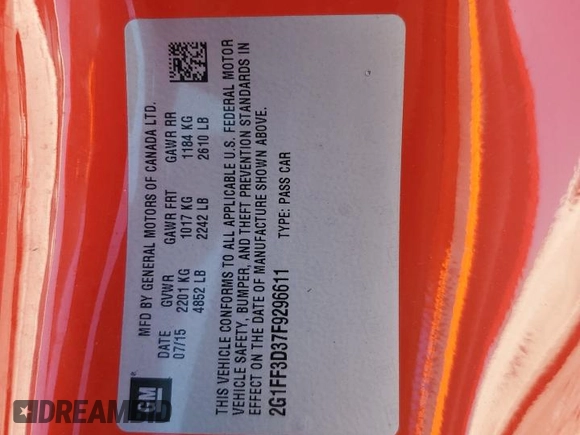 GM
MFD BY GENERAL MOTORS OF CANADA LTD.
DATE GVWR GAWR FRT GAWR RR
07/15 2201 KG 1017 KG 1184 KG
4852 LB 2242 LB 2610 LB
THIS VEHICLE CONFORMS TO ALL APPLICABLE U.S. FEDERAL MOTOR
VEHICLE SAFETY, BUMPER, AND THEFT PREVENTION STANDARDS IN
EFFECT ON THE DATE OF MANUFACTURE SHOWN ABOVE.
2G1FF3D37F9296611 TYPE: PASS CAR
DREAMBID